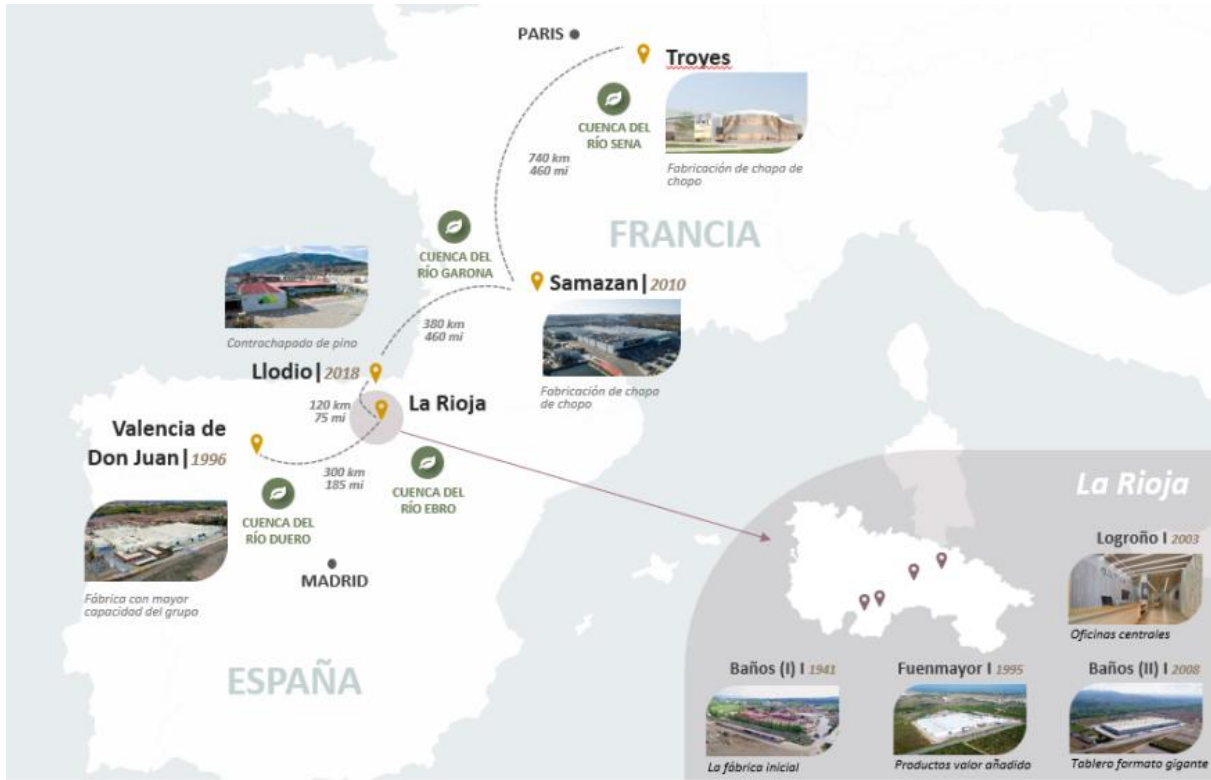 PARIS
Troyes
CUENCA DEL
RÍO SENA
740 km
460 mi
Fabricación de chapa de
chopo
FRANCIA
CUENCA DEL
RÍO GARONA
Samazan | 2010
380 km
460 mi
Contrachapado de pino
Fabricación de chapa
de chopo
Llodio | 2018
120 km
75 mi
La Rioja
Valencia de
Don Juan | 1996
300 km
185 mi
CUENCA DEL
RÍO EBRO
CUENCA DEL
RÍO DUERO
MADRID
Fábrica con mayor
capacidad del grupo
ESPAÑA
La Rioja
Logroño I 2003
Oficinas centrales
Baños (I) I 1941
Fuenmayor I 1995
Baños (II) I 2008
La fábrica inicial
Productos valor añadido
Tablero formato gigante